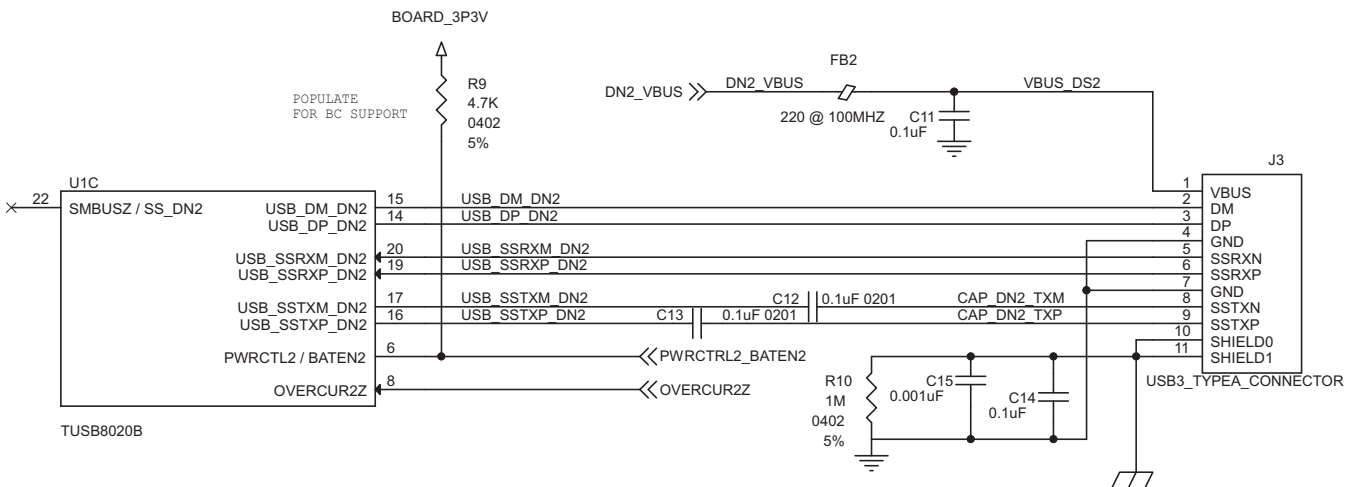 BOARD_3P3V
FB2
R9
4.7K
0402
5%
POPULATE
FOR BC SUPPORT
DN2_VBUS
DN2_VBUS
VBUS_DS2
220 @ 100MHZ
C11
0.1uF
J3
U1C
22
SMBUSZ / SS_DN2
USB_DM_DN2
15
USB_DM_DN2
1
VBUS
USB_DP_DN2
14
USB_DP_DN2
2
DM
3
DP
4
GND
USB_SSRXM_DN2
20
USB_SSRXM_DN2
5
SSRXN
USB_SSRXP_DN2
19
USB_SSRXP_DN2
6
SSRXP
7
GND
USB_SSTXM_DN2
17
USB_SSTXM_DN2
C12
0.1uF 0201
CAP_DN2_TXM
8
SSTXN
USB_SSTXP_DN2
16
USB_SSTXP_DN2
C13
0.1uF 0201
CAP_DN2_TXP
9
SSTXP
10
SHIELD0
PWRCTL2 / BATEN2
6
PWRCTRL2_BATEN2
11
SHIELD1
OVERCUR2Z
8
OVERCUR2Z
USB3_TYPEA_CONNECTOR
R10
1M
0402
5%
C15
0.001uF
C14
0.1uF
TUSB8020B